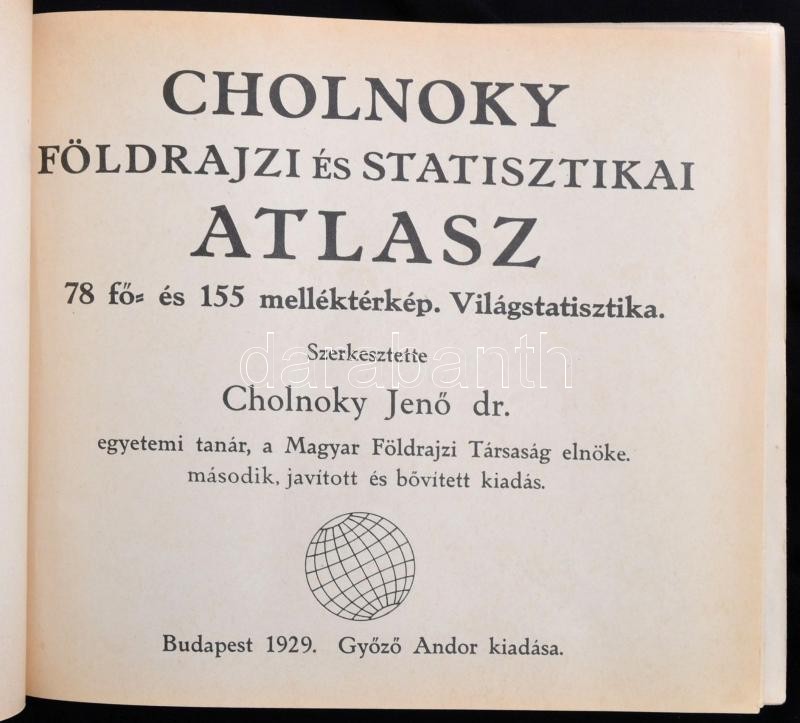 CHOLNOKY
FÖLDRAJZI ÉS STATISZTIKAI
ATLASZ
78 fő= és 155 melléktérkép. Világstatisztika.
Szerkesztette
darabanth
Cholnoky Jenő dr.
egyetemi tanár, a Magyar Földrajzi Társaság elnöke.
második, javított és bővített kiadás.
Budapest 1929. Győző Andor kiadása.